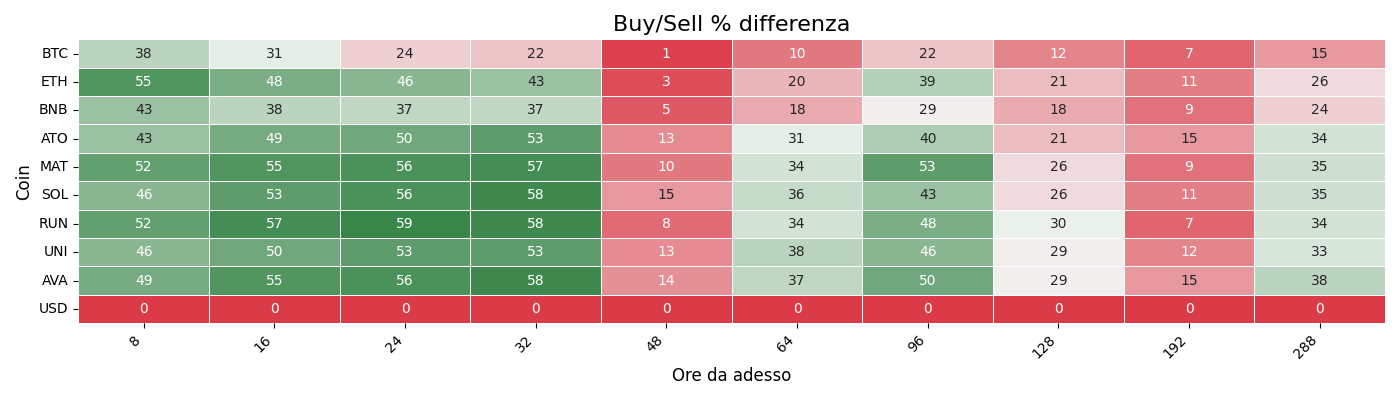 Buy/Sell % differenza
Coin
BTC 38 31 24 22 1 10 22 12 7 15
ETH 55 48 46 43 3 20 39 21 11 26
BNB 43 38 37 37 5 18 29 18 9 24
ATO 43 49 50 53 13 31 40 21 15 34
MAT 52 55 56 57 10 34 53 26 9 35
SOL 46 53 56 58 15 36 43 26 11 35
RUN 52 57 59 58 8 34 48 30 7 34
UNI 46 50 53 53 13 38 46 29 12 33
AVA 49 55 56 58 14 37 50 29 15 38
USD 0 0 0 0 0 0 0 0 0 0
8 16 24 32 48 64 96 128 192 288
Ore da adesso